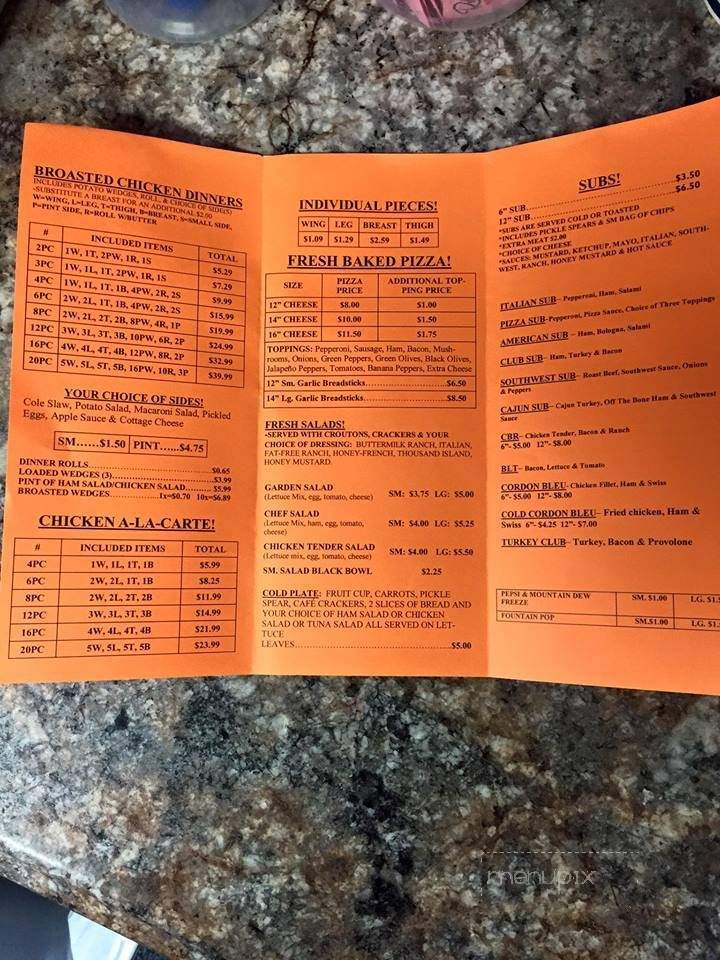 BROASTED CHICKEN DINNERS
INCLUDES POTATO WEDGES, ROLL, & CHOICE OF SIDE(S)
-SUBSTITUTE A BREAST FOR AN ADDITIONAL $2.00
W=WING, L=LEG, T=THIGH, B=BREAST, S=SMALL SIDE,
P=PINT SIDE, R=ROLL W/BUTTER
# INCLUDED ITEMS TOTAL
2PC 1W, 1T, 2PW, 1R, 1S $5.29
3PC 1W, 1L, 1T, 2PW, 1R, 1S $7.29
4PC 1W, 1L, 1T, 1B, 4PW, 2R, 2S $9.99
6PC 2W, 2L, 1T, 1B, 4PW, 2R, 2S $15.99
8PC 2W, 2L, 2T, 2B, 8PW, 4R, 1P $19.99
12PC 3W, 3L, 3T, 3B, 10PW, 6R, 2P $24.99
16PC 4W, 4L, 4T, 4B, 12PW, 8R, 2P $32.99
20PC 5W, 5L, 5T, 5B, 16PW, 10R, 3P $39.99
YOUR CHOICE OF SIDES!
Cole Slaw, Potato Salad, Macaroni Salad, Pickled
Eggs, Apple Sauce & Cottage Cheese
SM......$1.50 PINT......$4.75
DINNER ROLLS......$0.65
LOADED WEDGES (3)......$3.99
PINT OF HAM SALAD/CHICKEN SALAD......$5.99
BROASTED WEDGES......1x=$0.70 10x=$6.89
CHICKEN A-LA-CARTE!
# INCLUDED ITEMS TOTAL
4PC 1W, 1L, 1T, 1B $5.99
6PC 2W, 2L, 1T, 1B $8.25
8PC 2W, 2L, 2T, 2B $11.99
12PC 3W, 3L, 3T, 3B $14.99
16PC 4W, 4L, 4T, 4B $21.99
20PC 5W, 5L, 5T, 5B $23.99
INDIVIDUAL PIECES!
WING LEG BREAST THIGH
$1.09 $1.29 $2.59 $1.49
FRESH BAKED PIZZA!
SIZE PIZZA PRICE ADDITIONAL TOPPING PRICE
12" CHEESE $8.00 $1.00
14" CHEESE $10.00 $1.50
16" CHEESE $11.50 $1.75
TOPPINGS: Pepperoni, Sausage, Ham, Bacon, Mush-
rooms, Onions, Green Peppers, Green Olives, Black Olives,
Jalapeño Peppers, Tomatoes, Banana Peppers, Extra Cheese
12" Sm. Garlic Breadsticks......$6.50
14" Lg. Garlic Breadsticks......$8.50
FRESH SALADS!
-SERVED WITH CROUTONS, CRACKERS & YOUR
CHOICE OF DRESSING: BUTTERMILK RANCH, ITALIAN,
FAT-FREE RANCH, HONEY-FRENCH, THOUSAND ISLAND,
HONEY MUSTARD.
GARDEN SALAD
(Lettuce Mix, egg, tomato, cheese) SM: $3.75 LG: $5.00
CHEF SALAD
(Lettuce Mix, ham, egg, tomato,
cheese) SM: $4.00 LG: $5.25
CHICKEN TENDER SALAD
(Lettuce mix, egg, tomato, cheese) SM: $4.00 LG: $5.50
SM. SALAD BLACK BOWL $2.25
COLD PLATE: FRUIT CUP, CARROTS, PICKLE
SPEAR, CAFE CRACKERS, 2 SLICES OF BREAD AND
YOUR CHOICE OF HAM SALAD OR CHICKEN
SALAD OR TUNA SALAD ALL SERVED ON LET-
TUCE
LEAVES......$5.00
SUBS!
6" SUB......$3.50
12" SUB......$6.50
*SUBS ARE SERVED COLD OR TOASTED
*INCLUDES PICKLE SPEARS & SM BAG OF CHIPS
*EXTRA MEAT $2.00
*CHOICE OF CHEESE
*SAUCES: MUSTARD, KETCHUP, MAYO, ITALIAN, SOUTH-
WEST, RANCH, HONEY MUSTARD & HOT SAUCE
ITALIAN SUB- Pepperoni, Ham, Salami
PIZZA SUB-Pepperoni, Pizza Sauce, Choice of Three Toppings
AMERICAN SUB - Ham, Bologna, Salami
CLUB SUB- Ham, Turkey & Bacon
SOUTHWEST SUB- Roast Beef, Southwest Sauce, Onions
& Peppers
CAJUN SUB- Cajun Turkey, Off The Bone Ham & Southwest
Sauce
CBR- Chicken Tender, Bacon & Ranch
6"- $5.00 12"- $8.00
BLT- Bacon, Lettuce & Tomato
CORDON BLEU- Chicken Fillet, Ham & Swiss
6"- $5.00 12"- $8.00
COLD CORDON BLEU- Fried chicken, Ham &
Swiss 6"- $4.25 12"- $7.00
TURKEY CLUB- Turkey, Bacon & Provolone
PEPSI & MOUNTAIN DEW
FREEZE SM. $1.00 LG.
FOUNTAIN POP SM.$1.00 LG.
menupix